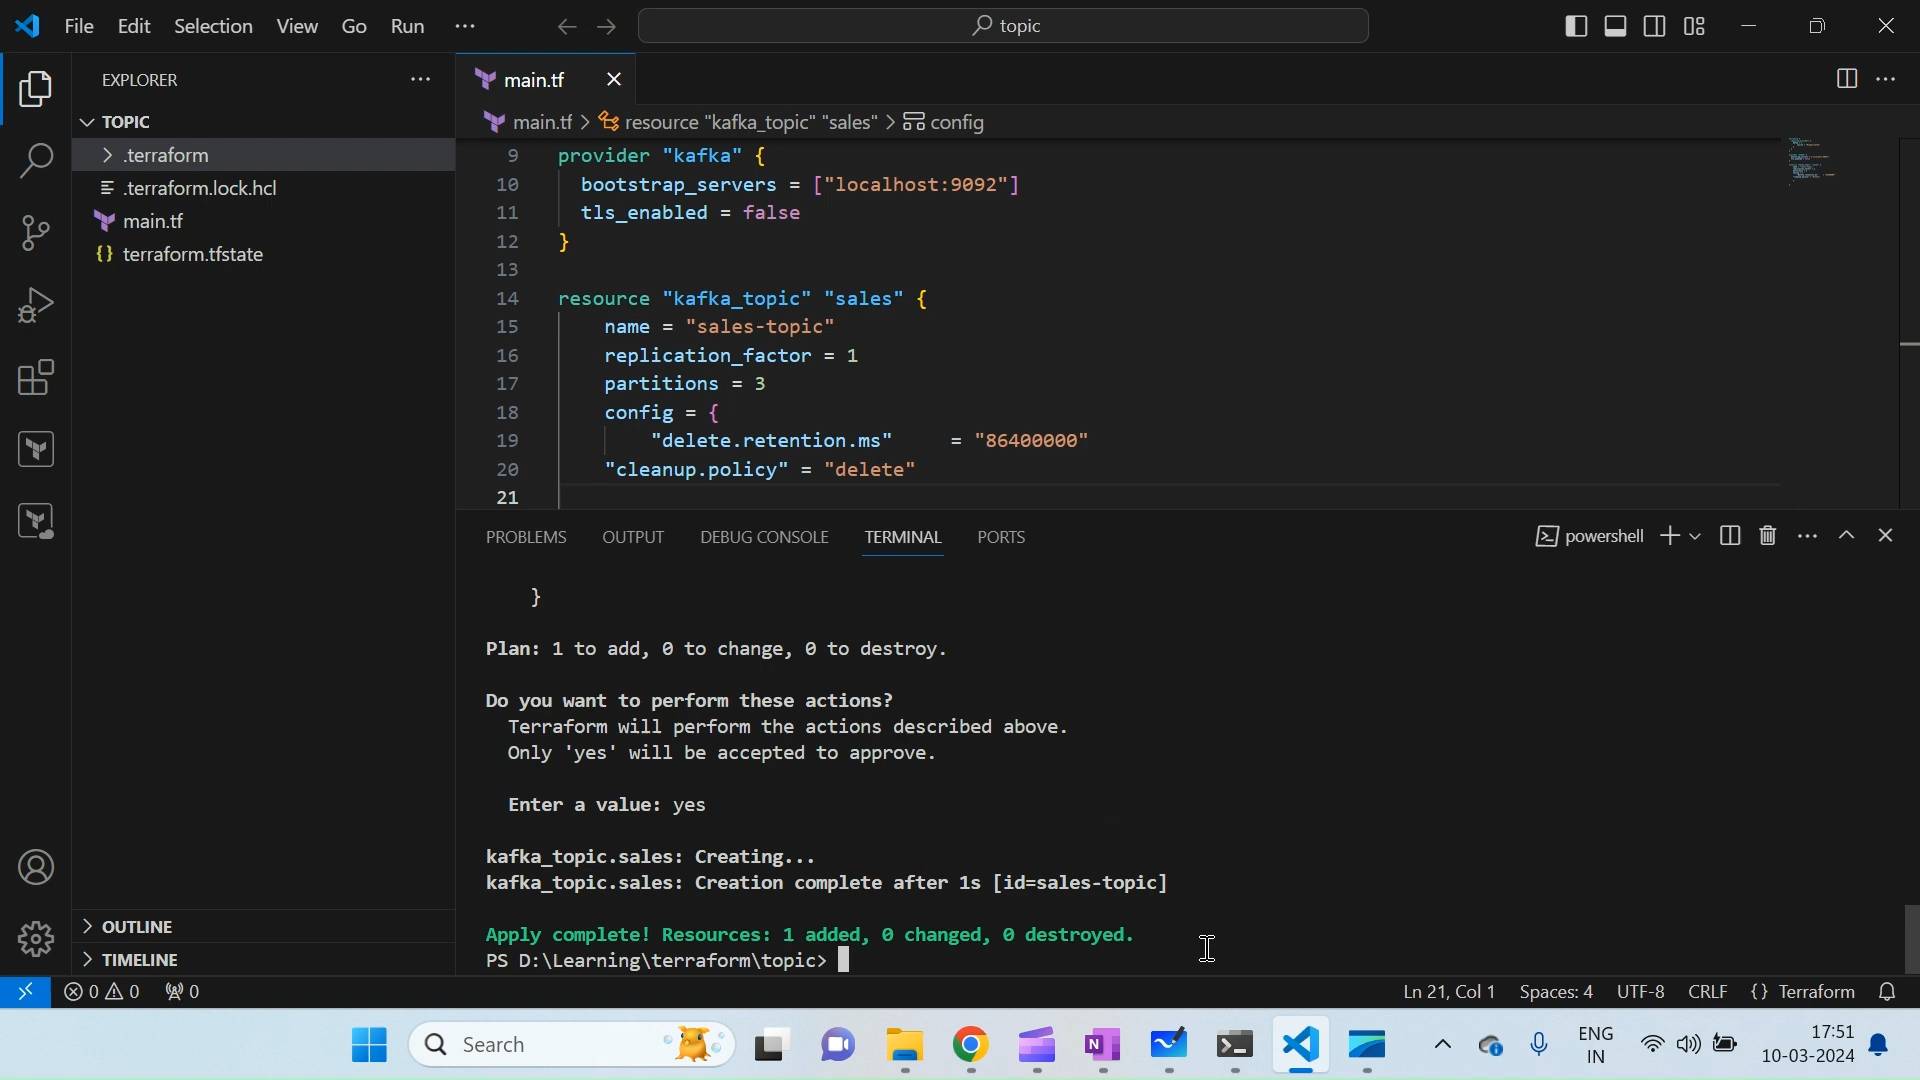 File Edit Selection View Go Run ··· topic
EXPLORER ···
TOPIC
.terraform
.terraform.lock.hcl
main.tf
terraform.tfstate
OUTLINE
TIMELINE
main.tf
main.tf > resource "kafka_topic" "sales" > config
9 provider "kafka" {
10 bootstrap_servers = ["localhost:9092"]
11 tls_enabled = false
12 }
13
14 resource "kafka_topic" "sales" {
15 name = "sales-topic"
16 replication_factor = 1
17 partitions = 3
18 config = {
19 "delete.retention.ms" = "86400000"
20 "cleanup.policy" = "delete"
21
PROBLEMS OUTPUT DEBUG CONSOLE TERMINAL PORTS powershell
}
Plan: 1 to add, 0 to change, 0 to destroy.
Do you want to perform these actions?
Terraform will perform the actions described above.
Only 'yes' will be accepted to approve.
Enter a value: yes
kafka_topic.sales: Creating...
kafka_topic.sales: Creation complete after 1s [id=sales-topic]
Apply complete! Resources: 1 added, 0 changed, 0 destroyed.
PS D:\Learning\terraform\topic>
0 0 0 Ln 21, Col 1 Spaces: 4 UTF-8 CRLF {} Terraform
Search
ENG
IN
17:51
10-03-2024